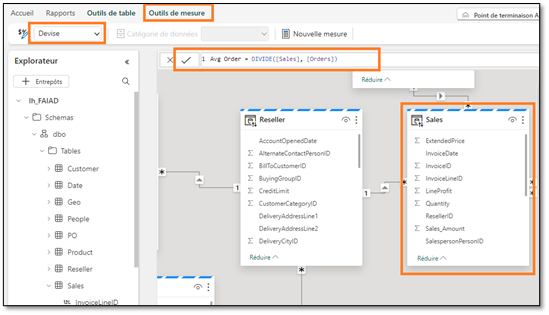 Accueil Rapports Outils de table Outils de mesure
Point de terminaison A
Devise Catégorie de données Nouvelle mesure
Explorateur
1 Avg Order = DIVIDE([Sales], [Orders])
+ Entrepôts
Réduire
lh_FAIAD
Schemas
dbo
Tables
Customer
Date
Geo
People
PO
Product
Reseller
Sales
InvoiceLineID
Reseller
AccountOpenedDate
AlternateContactPersonID
BillToCustomerID
BuyingGroupID
CreditLimit
CustomerCategoryID
DeliveryAddressLine1
DeliveryAddressLine2
DeliveryCityID
Réduire
1
1
Sales
ExtendedPrice
InvoiceDate
InvoiceID
InvoiceLineID
LineProfit
Quantity
ResellerID
Sales_Amount
SalespersonPersonID
Réduire